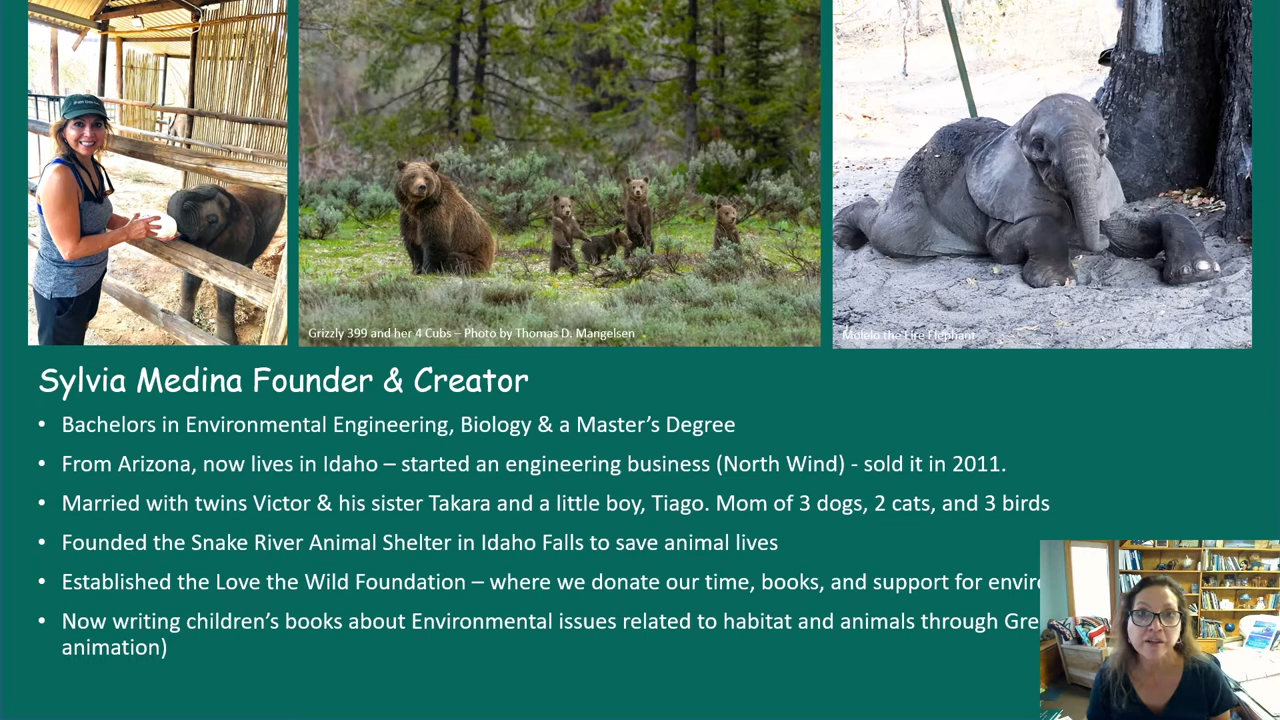 Grizzly 399 and her 4 Cubs – Photo by Thomas D. Mangelsen
Molelo the Fire Elephant
Sylvia Medina Founder & Creator
• Bachelors in Environmental Engineering, Biology & a Master’s Degree
• From Arizona, now lives in Idaho – started an engineering business (North Wind) - sold it in 2011.
• Married with twins Victor & his sister Takara and a little boy, Tiago. Mom of 3 dogs, 2 cats, and 3 birds
• Founded the Snake River Animal Shelter in Idaho Falls to save animal lives
• Established the Love the Wild Foundation – where we donate our time, books, and support for enviro
• Now writing children’s books about Environmental issues related to habitat and animals through Gre
animation)